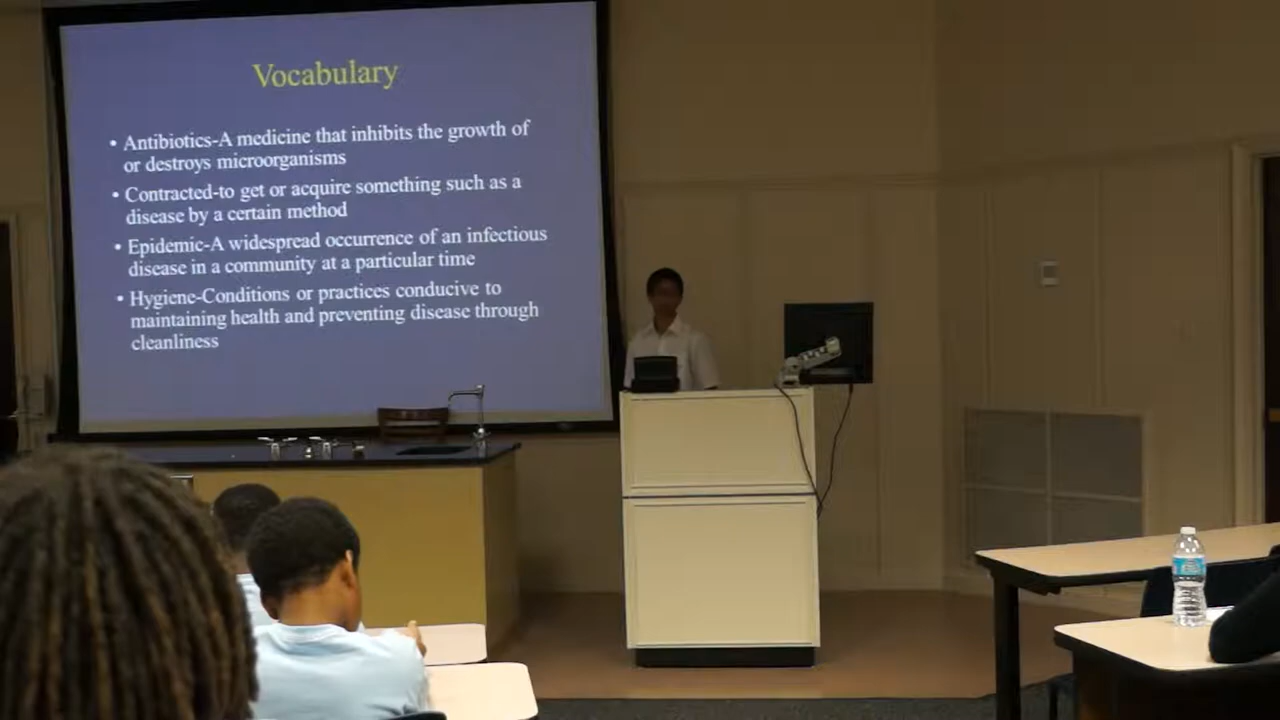 Vocabulary
• Antibiotics-A medicine that inhibits the growth of
or destroys microorganisms
• Contracted-to get or acquire something such as a
disease by a certain method
• Epidemic-A widespread occurrence of an infectious
disease in a community at a particular time
• Hygiene-Conditions or practices conducive to
maintaining health and preventing disease through
cleanliness